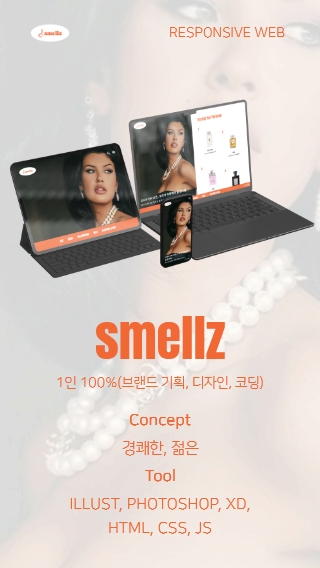 smellz
RESPONSIVE WEB
smellz
1인 100%(브랜드 기획, 디자인, 코딩)
Concept
경쾌한, 젊은
Tool
ILLUST, PHOTOSHOP, XD,
HTML, CSS, JS